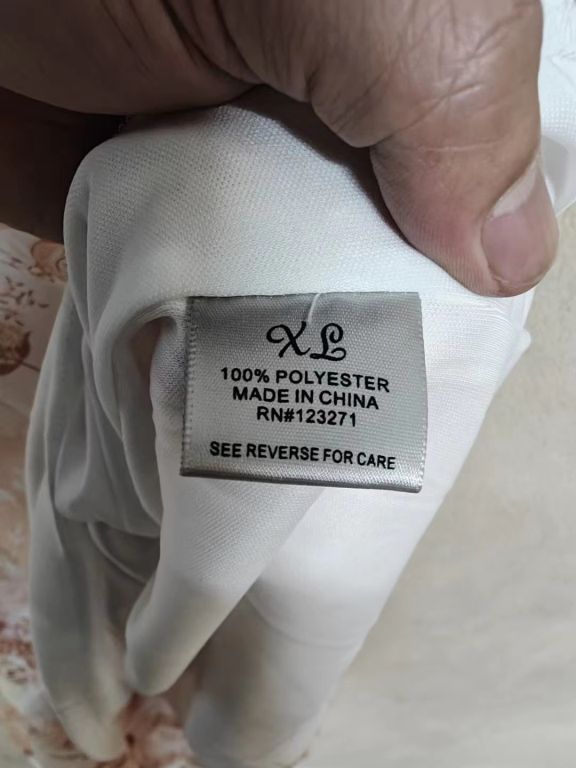 XL
100% POLYESTER
MADE IN CHINA
RN#123271
SEE REVERSE FOR CARE